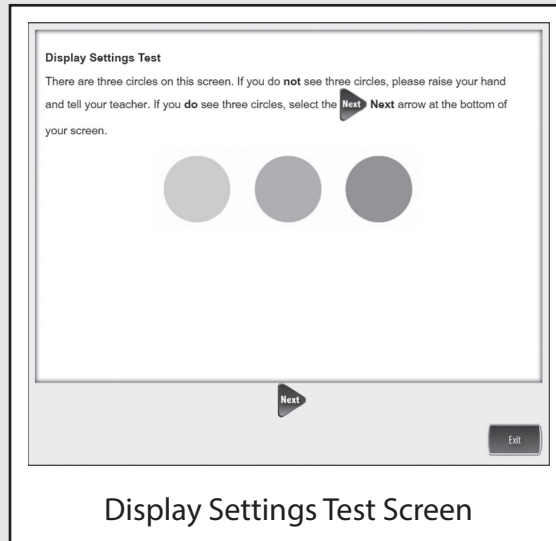 Display Settings Test
There are three circles on this screen. If you do not see three circles, please raise your hand
and tell your teacher. If you do see three circles, select the Next Next arrow at the bottom of
your screen.
Next
Exit
Display Settings Test Screen